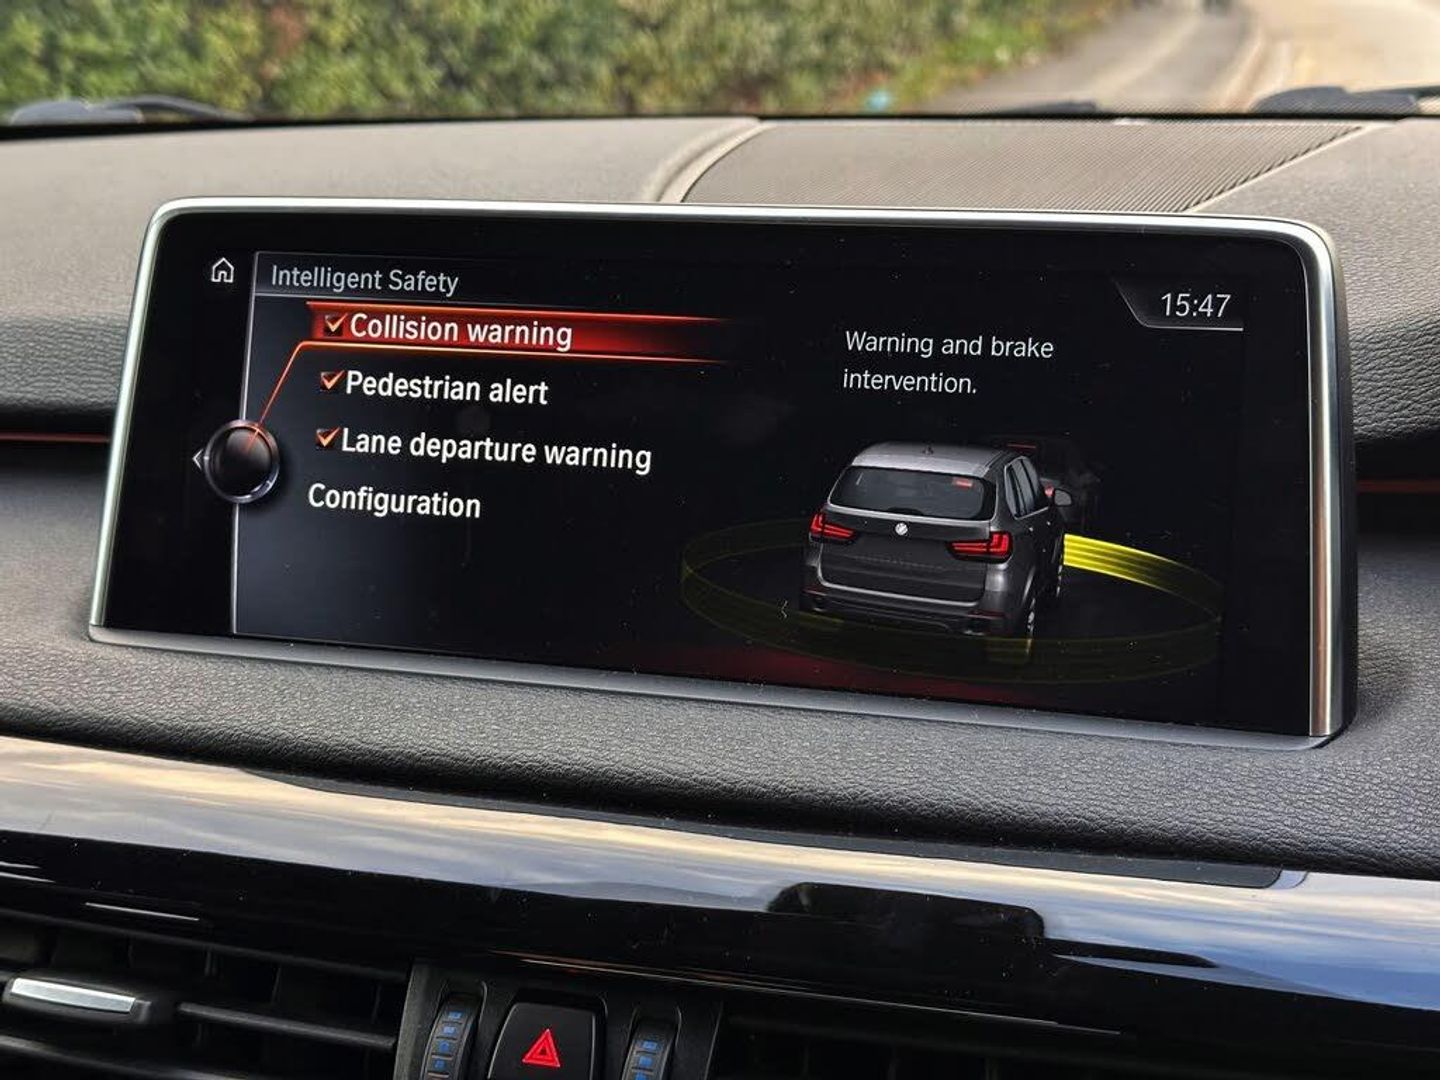 Intelligent Safety
15:47
Collision warning
Pedestrian alert
Lane departure warning
Configuration
Warning and brake
intervention.